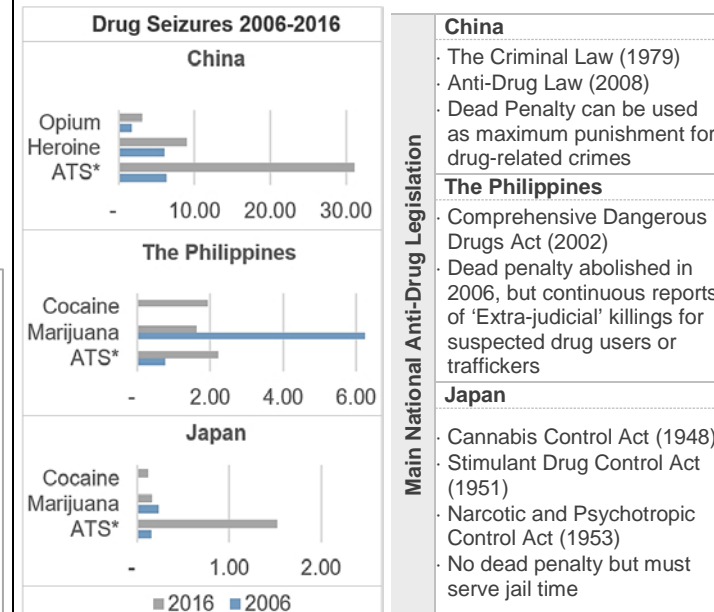 Drug Seizures 2006-2016
China
Opium
Heroine
ATS*
-
10.00
20.00
30.00
The Philippines
Cocaine
Marijuana
ATS*
-
2.00
4.00
6.00
Japan
Cocaine
Marijuana
ATS*
-
1.00
2.00
2016
2006
Main National Anti-Drug Legislation
China
· The Criminal Law (1979)
· Anti-Drug Law (2008)
· Dead Penalty can be used
as maximum punishment for
drug-related crimes
The Philippines
· Comprehensive Dangerous
Drugs Act (2002)
· Dead penalty abolished in
2006, but continuous reports
of ‘Extra-judicial’ killings for
suspected drug users or
traffickers
Japan
· Cannabis Control Act (1948)
· Stimulant Drug Control Act
(1951)
· Narcotic and Psychotropic
Control Act (1953)
· No dead penalty but must
serve jail time